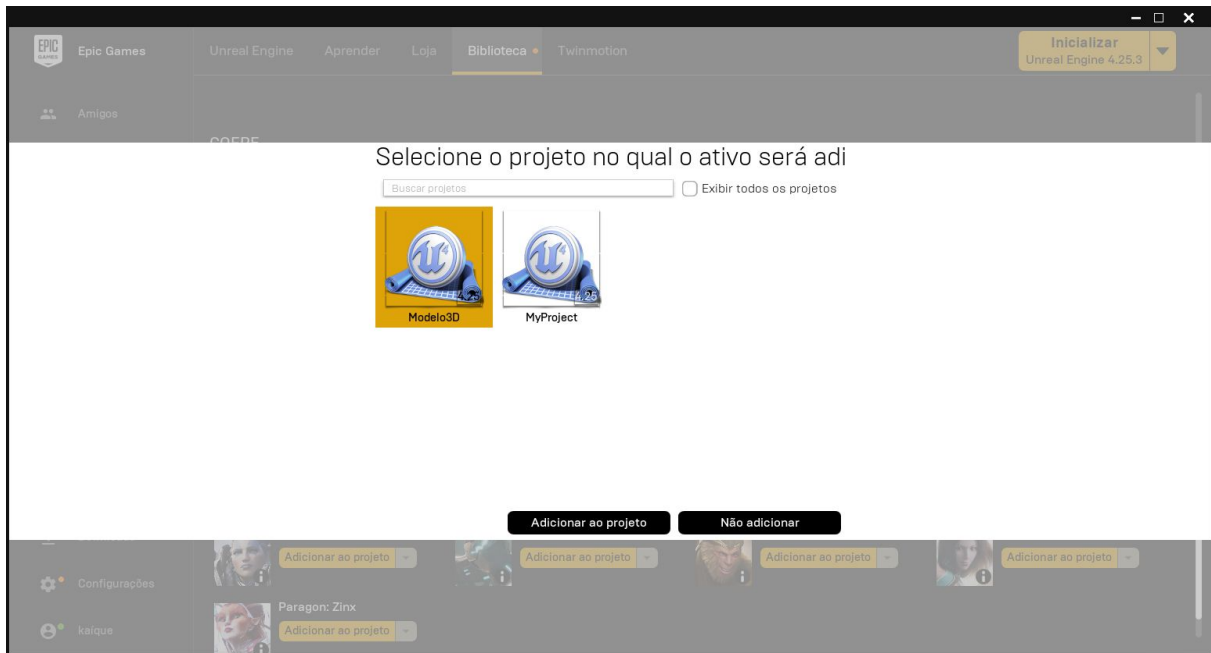 EPIC GAMES
Epic Games
Unreal Engine
Aprender
Loja
Biblioteca
Twinmotion
Inicializar
Unreal Engine 4.25.3
Amigos
COFRE
Selecione o projeto no qual o ativo será adi
Buscar projetos
Exibir todos os projetos
4.25
4.25
Modelo3D
MyProject
Adicionar ao projeto
Não adicionar
Adicionar ao projeto
Adicionar ao projeto
Adicionar ao projeto
Adicionar ao projeto
Configurações
Paragon: Zinx
Adicionar ao projeto
kaique